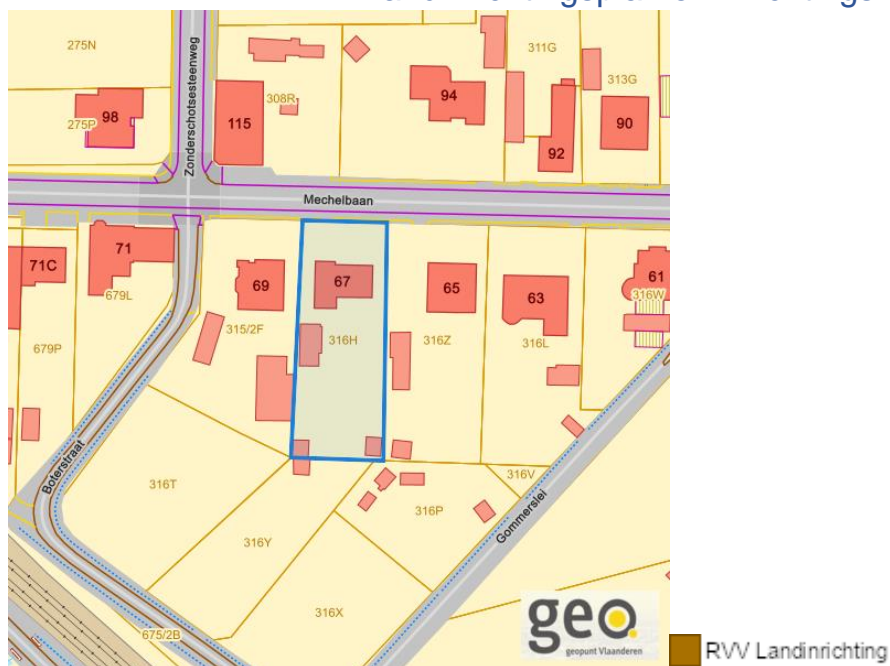 275N
311G
313G
Zonderschotsesteenweg
308R
94
275P 98
115
90
92
Mechelbaan
71
71C
69
67
65
63
61
316W
679L
315/2F
316H
316Z
316L
679P
Boterstraat
316T
316V
316P
Gommerslei
316Y
316X
675/2B
geo
geopunt Vlaanderen
RVV Landinrichting